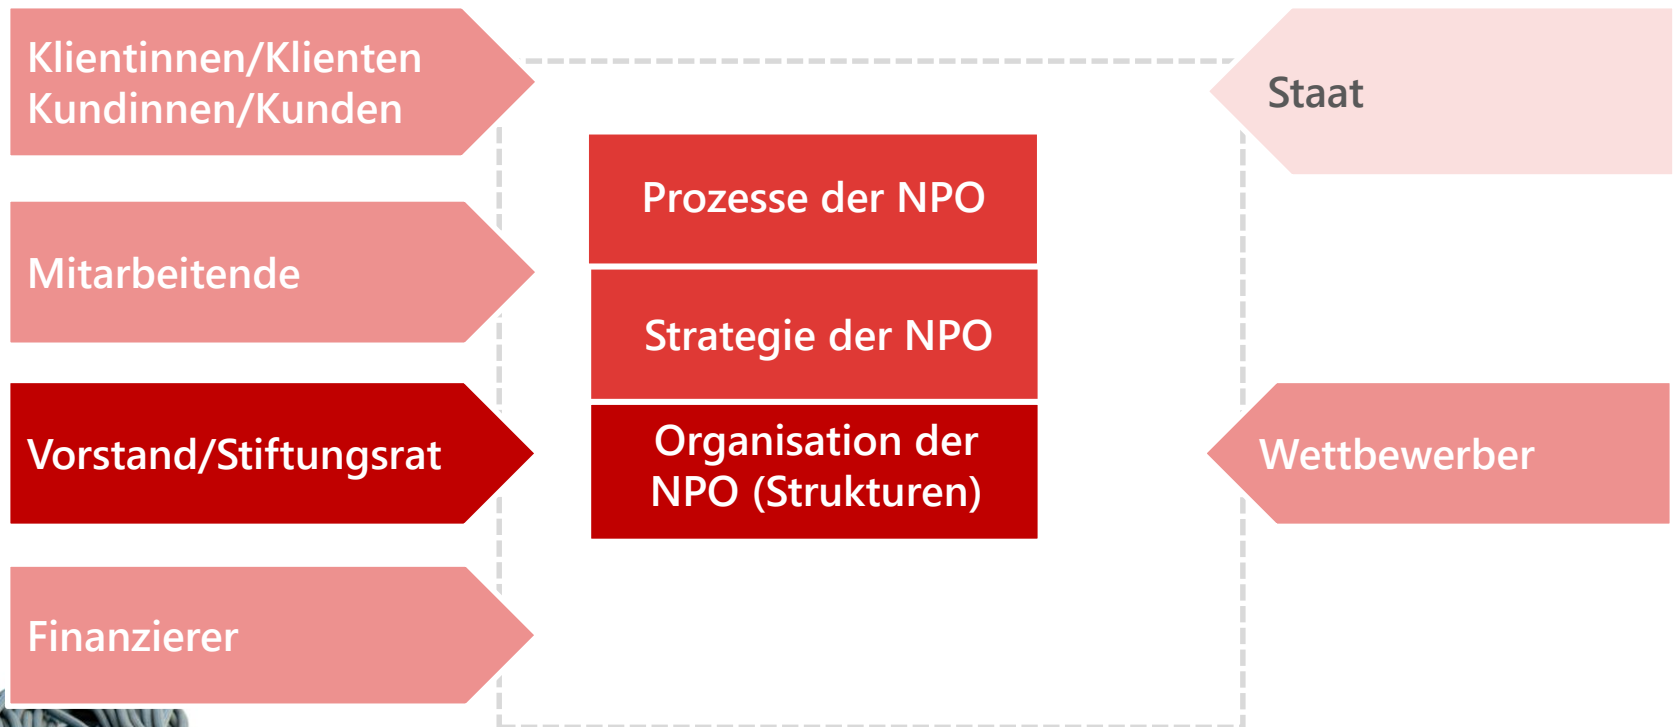 Klientinnen/Klienten
Kundinnen/Kunden
Mitarbeitende
Vorstand/Stiftungsrat
Finanzierer
Prozesse der NPO
Strategie der NPO
Organisation der
NPO (Strukturen)
Staat
Wettbewerber